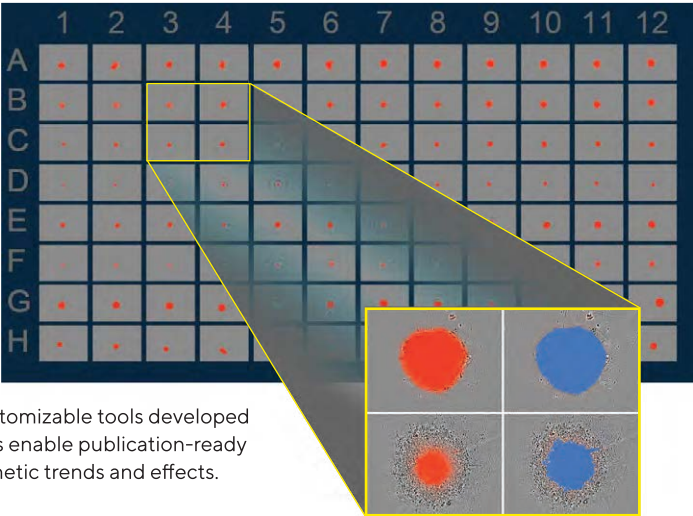 1 2 3 4 5 6 7 8 9 10 11 12
A
B
C
D
E
F
G
H
tomizable tools developed
s enable publication-ready
netic trends and effects.